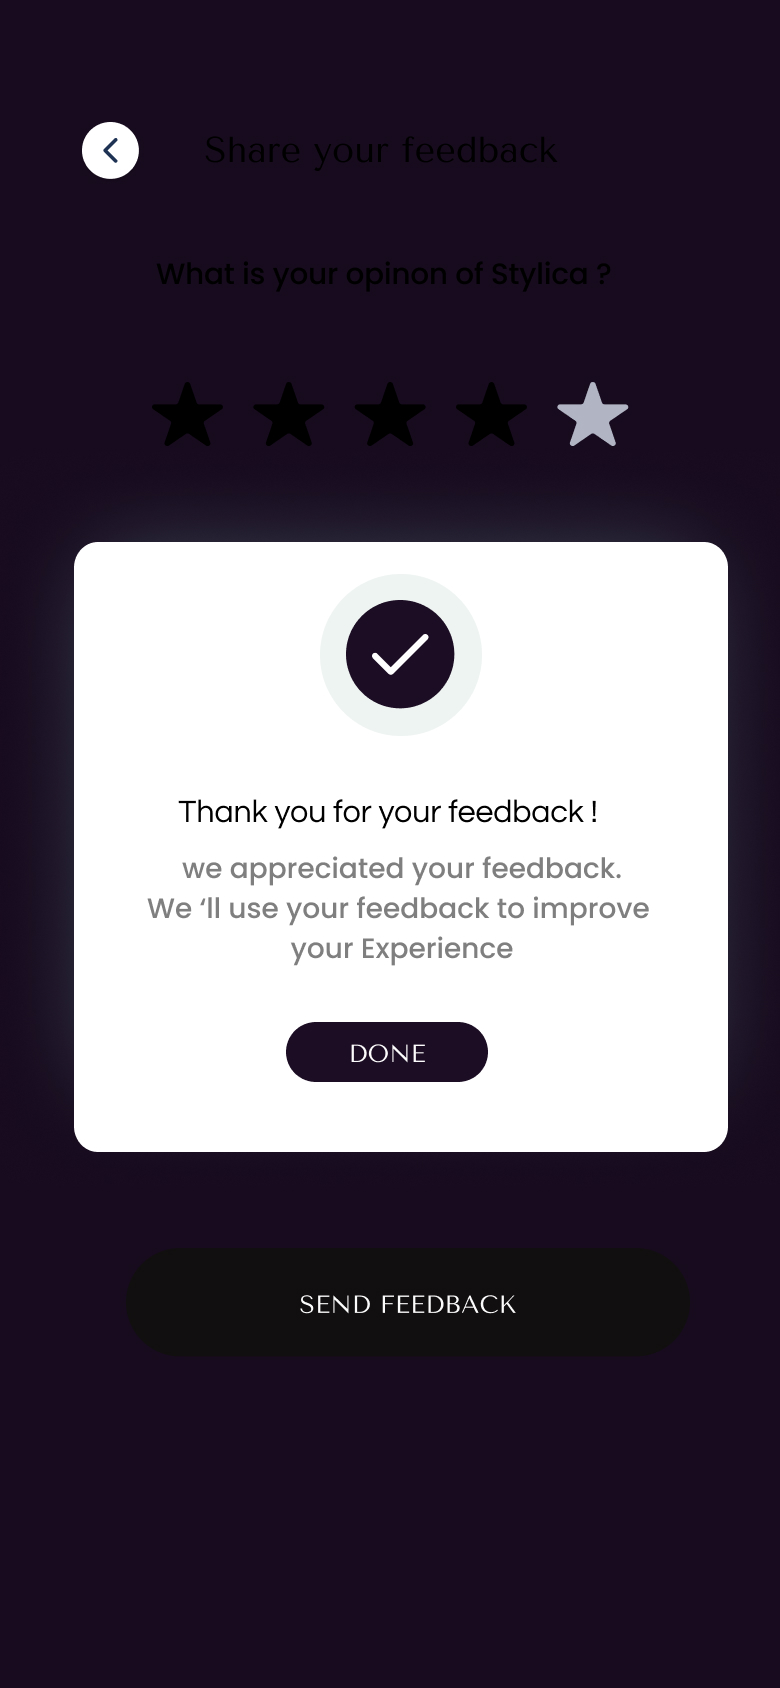 Share your feedback
What is your opinon of Stylica ?
Thank you for your feedback !
we appreciated your feedback.
We ‘ll use your feedback to improve
your Experience
DONE
SEND FEEDBACK